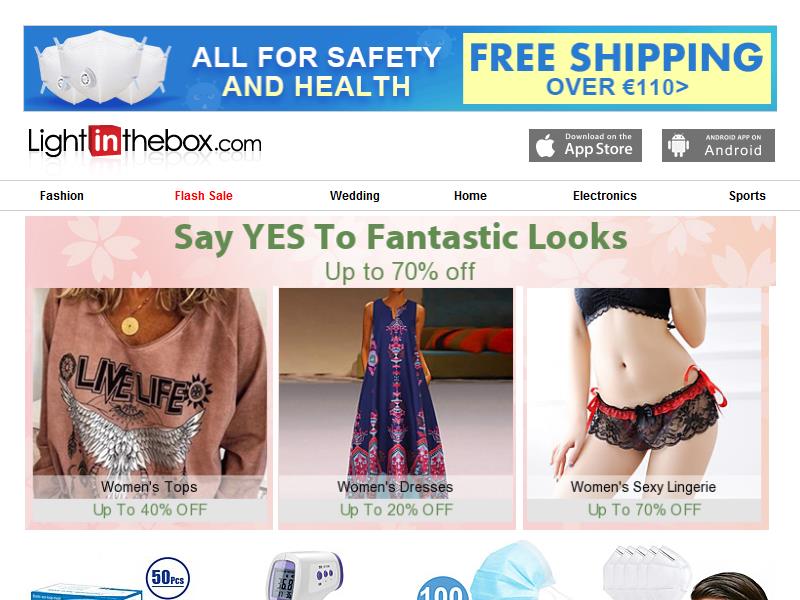 ALL FOR SAFETY
AND HEALTH
FREE SHIPPING
OVER €110>
Lightinthebox.com
Download on the
App Store
ANDROID APP ON
Android
Fashion
Flash Sale
Wedding
Home
Electronics
Sports
Say YES To Fantastic Looks
Up to 70% off
LIVE LIFE
Women's Tops
Up To 40% OFF
Women's Dresses
Up To 20% OFF
Women's Sexy Lingerie
Up To 70% OFF
50Pcs
100